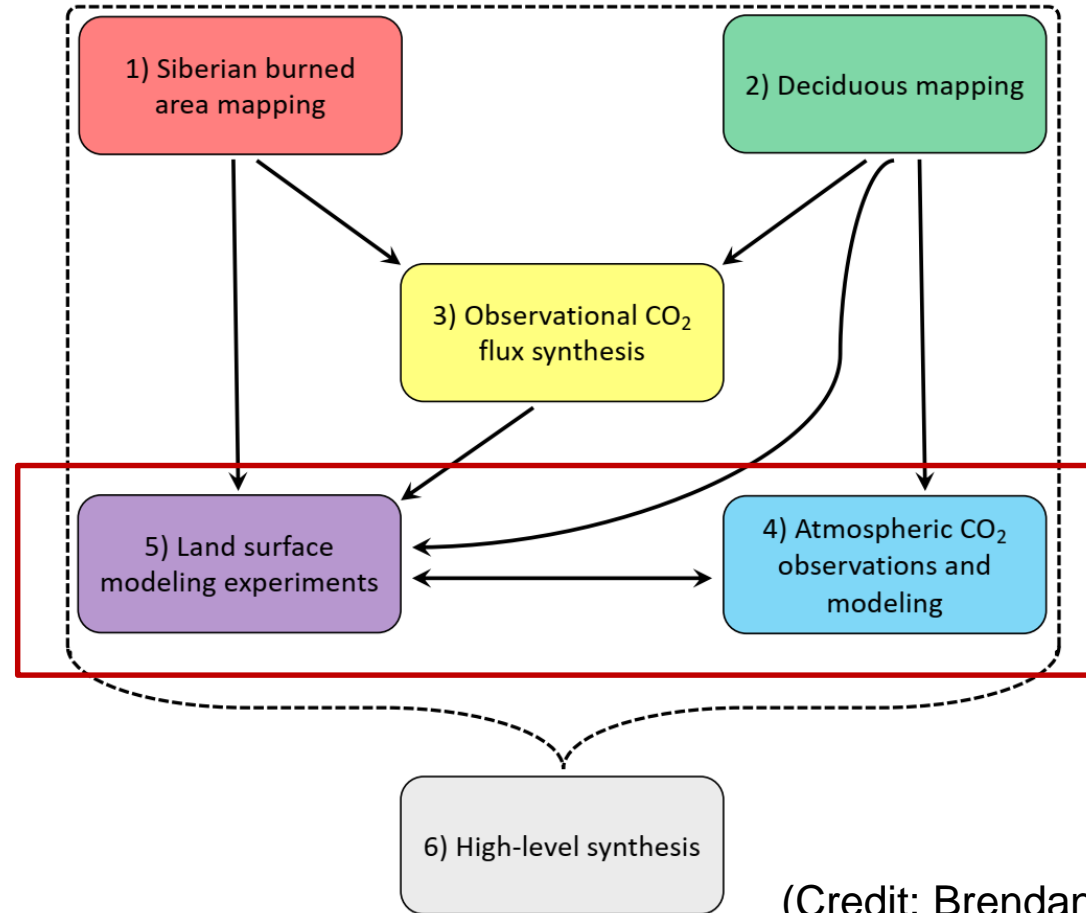 1) Siberian burned
area mapping
2) Deciduous mapping
3) Observational CO₂
flux synthesis
5) Land surface
modeling experiments
4) Atmospheric CO₂
observations and
modeling
6) High-level synthesis
(Credit: Brendan